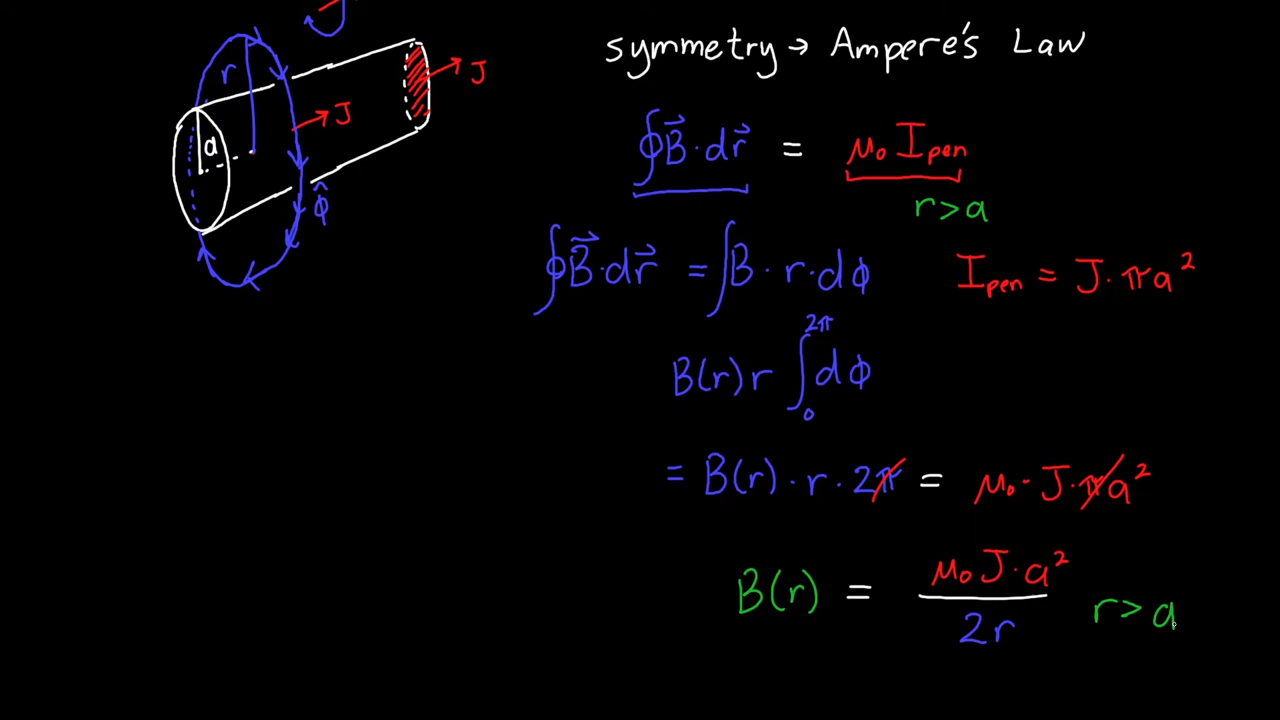 J
symmetry → Ampere's Law
r
J
J
a
∮B⃗·dr⃗ = μ₀ I_pen
r>a
φ̂
∮B⃗·dr⃗ = ∫B · r·dφ
I_pen = J·πa²
B(r) r ∫₀^2π dφ
= B(r)·r·2π = μ₀·J·πa²
B(r) = μ₀J·a² / 2r r>a